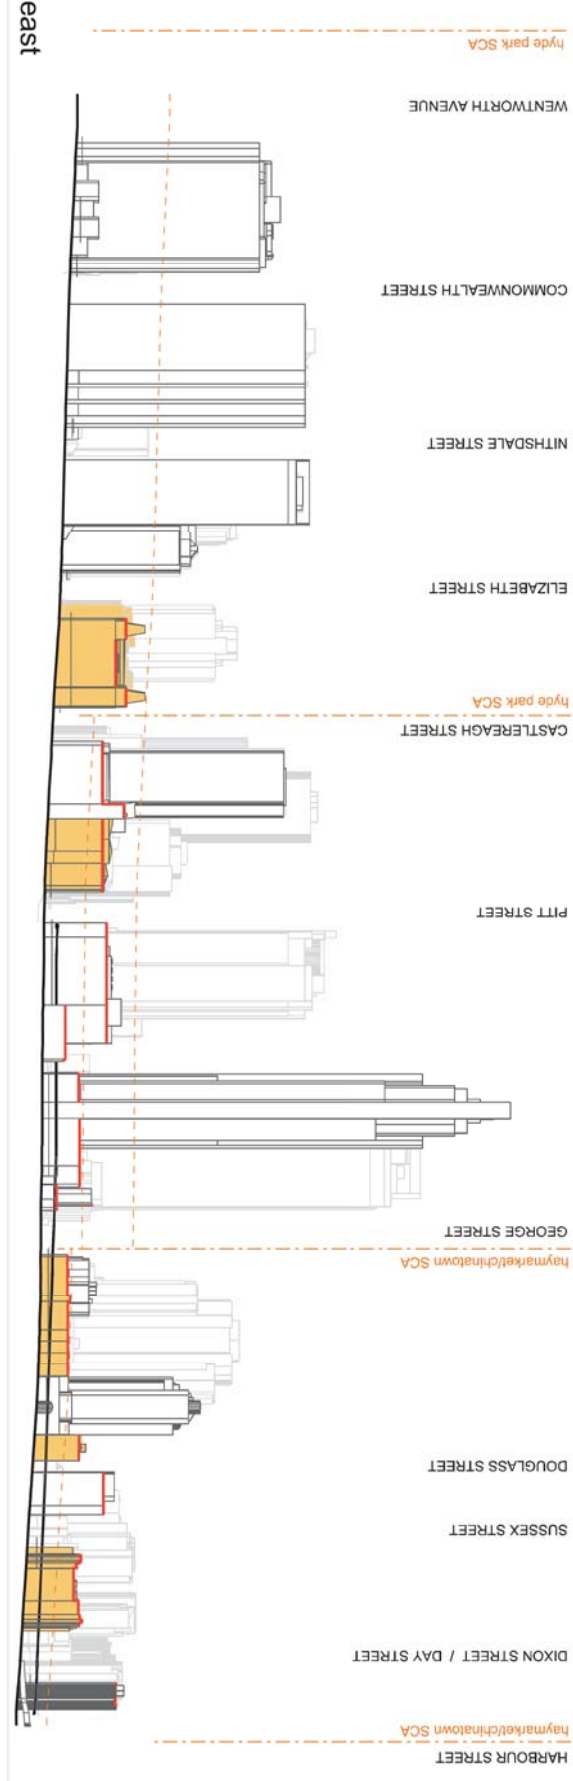 east
hyde park SCA
WENTWORTH AVENUE
COMMONWEALTH STREET
NITHSDALE STREET
ELIZABETH STREET
hyde park SCA
CASTLEREAGH STREET
PITT STREET
GEORGE STREET
haymarket/chinatown SCA
DOUGLASS STREET
SUSSEX STREET
DIXON STREET / DAY STREET
haymarket/chinatown SCA
HARBOUR STREET